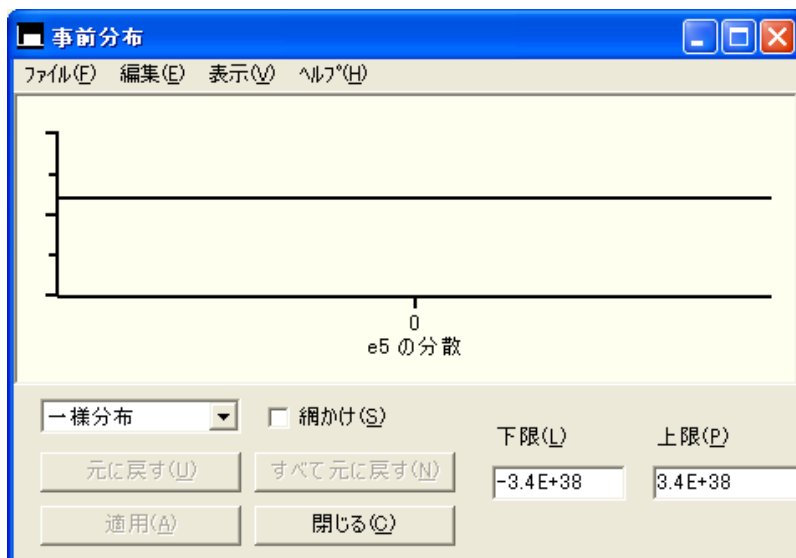 事前分布
ファイル(F) 編集(E) 表示(V) ヘルプ(H)
0
e5 の分散
一様分布
網かけ(S)
下限(L)
上限(P)
元に戻す(U)
すべて元に戻す(N)
-3.4E+38
3.4E+38
適用(A)
閉じる(C)